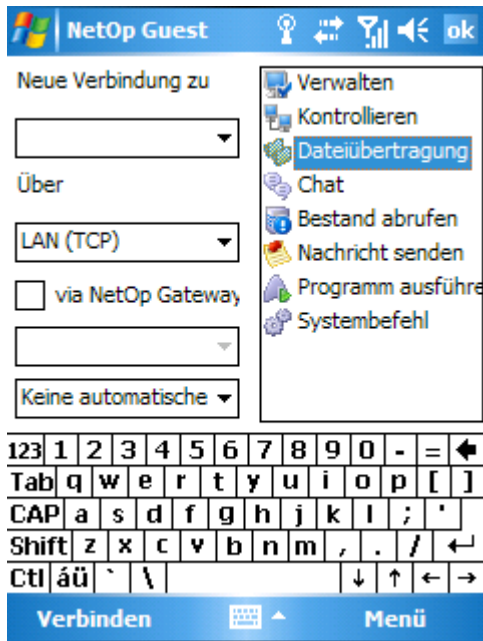 NetOp Guest ok
Neue Verbindung zu
Über
LAN (TCP)
via NetOp Gateway
Keine automatische
Verwalten
Kontrollieren
Dateiübertragung
Chat
Bestand abrufen
Nachricht senden
Programm ausführe
Systembefehl
123 1 2 3 4 5 6 7 8 9 0 - =
Tab q w e r t y u i o p [ ]
CAP a s d f g h j k l ; '
Shift z x c v b n m , . /
Ctl áü ` \ ↓ ↑ ← →
Verbinden Menü